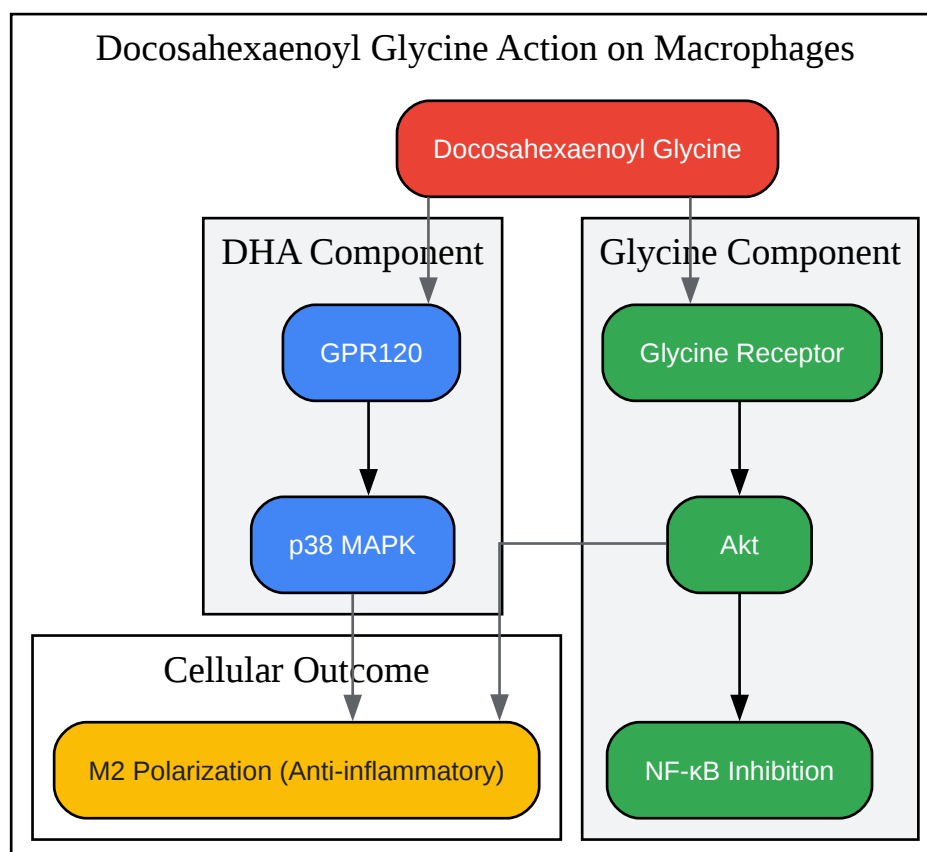 Docosahexaenoyl Glycine Action on Macrophages
Docosahexaenoyl Glycine
DHA Component
Glycine Component
GPR120
Glycine Receptor
p38 MAPK
Akt
Cellular Outcome
M2 Polarization (Anti-inflammatory)
NF-κB Inhibition